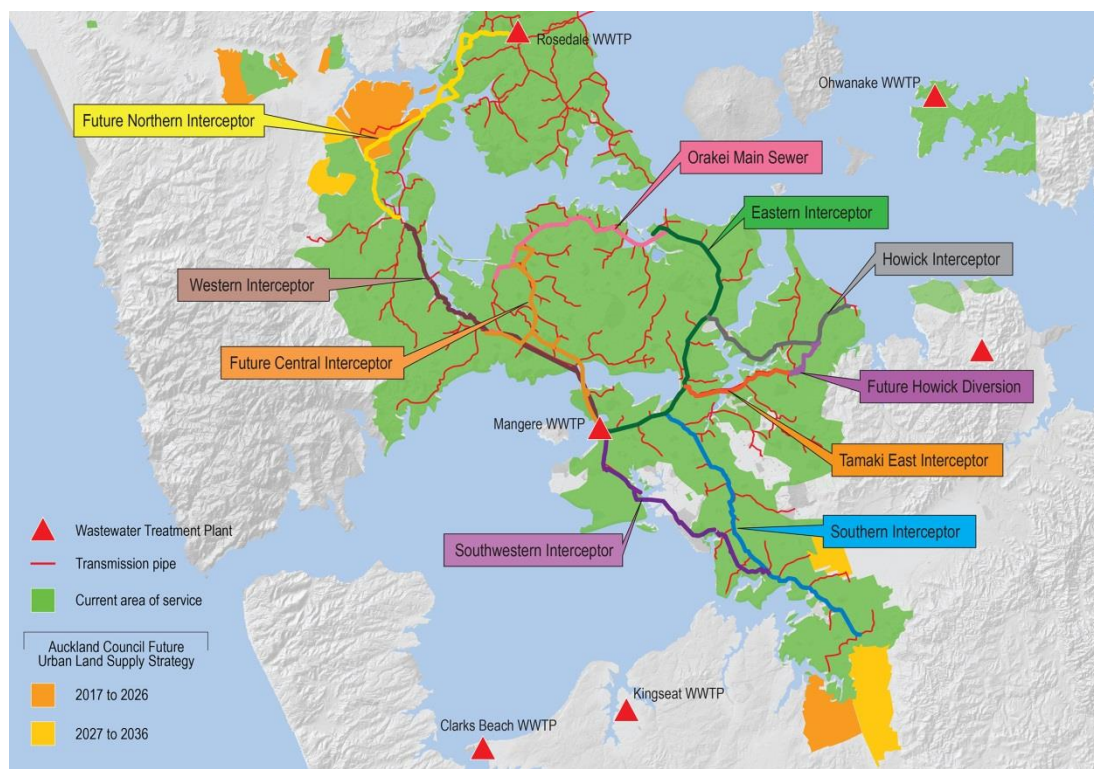 Rosedale WWTP
Ohwanake WWTP
Future Northern Interceptor
Orakei Main Sewer
Eastern Interceptor
Howick Interceptor
Western Interceptor
Future Central Interceptor
Future Howick Diversion
Mangere WWTP
Tamaki East Interceptor
Southwestern Interceptor
Southern Interceptor
Wastewater Treatment Plant
Transmission pipe
Current area of service
Auckland Council Future
Urban Land Supply Strategy
2017 to 2026
2027 to 2036
Kingseat WWTP
Clarks Beach WWTP